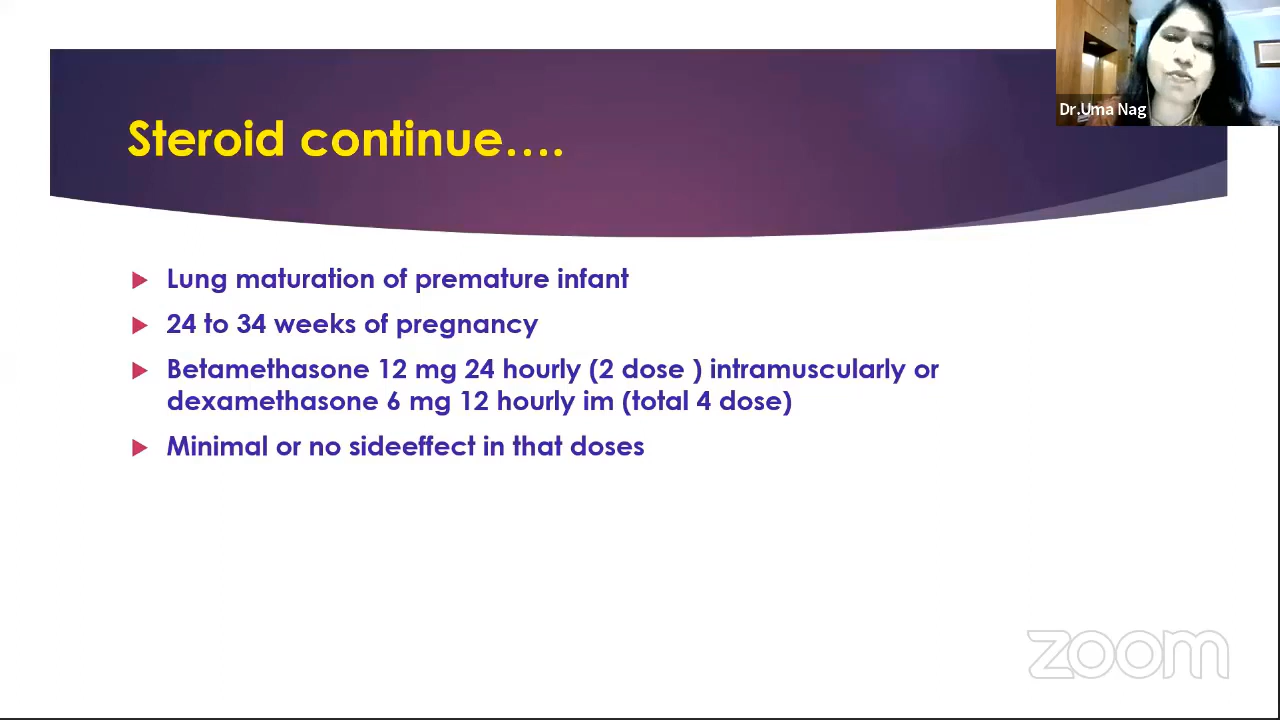 Dr.Uma Nag
Steroid continue....
Lung maturation of premature infant
24 to 34 weeks of pregnancy
Betamethasone 12 mg 24 hourly (2 dose ) intramuscularly or
dexamethasone 6 mg 12 hourly im (total 4 dose)
Minimal or no sideeffect in that doses
zoom